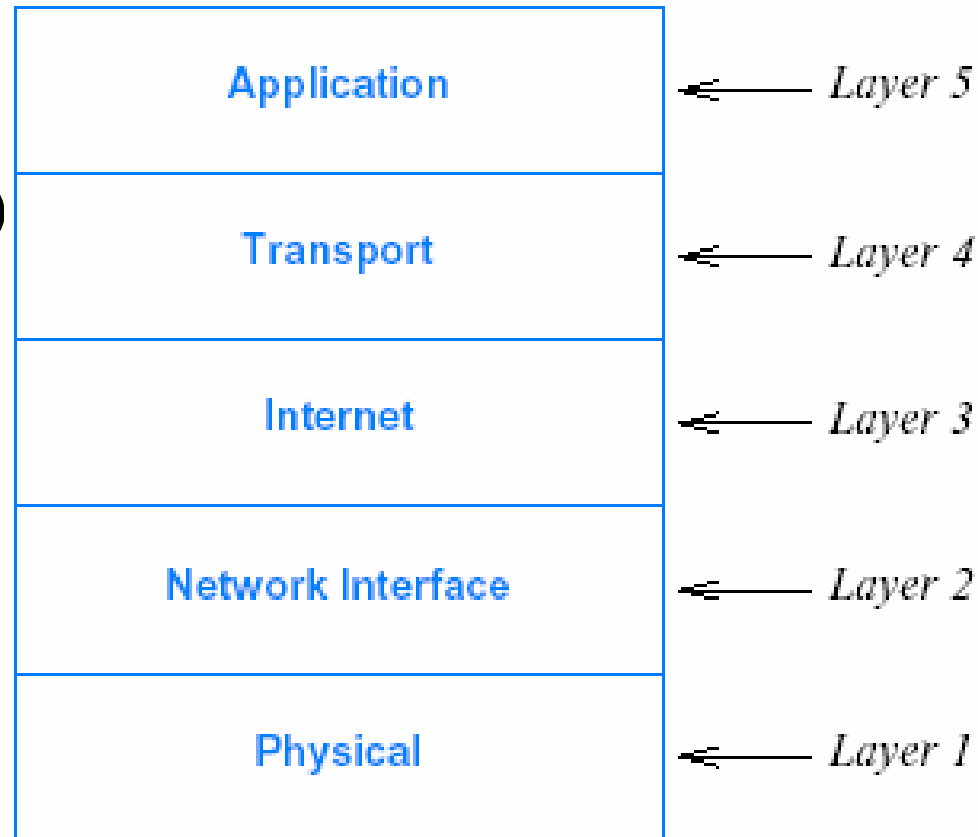 Application Layer 5
)
Transport Layer 4
Internet Layer 3
Network Interface Layer 2
Physical Layer 1